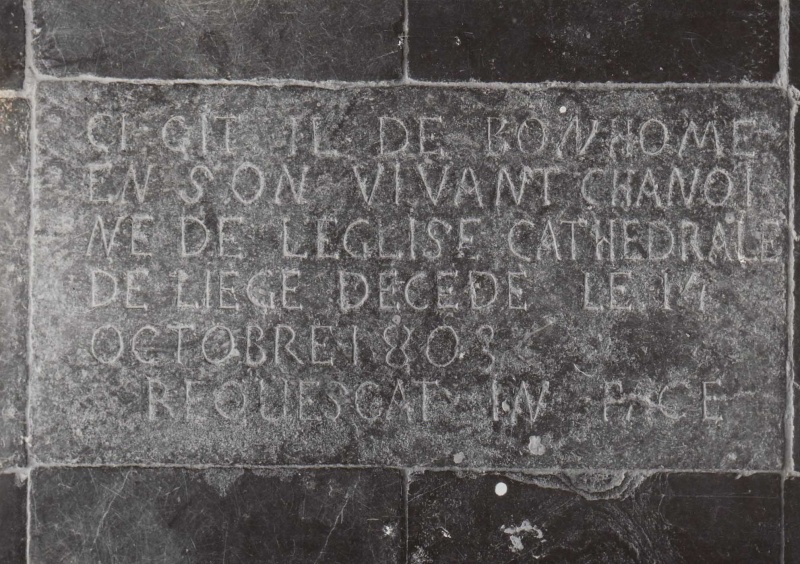 CI GIT IL DE BONHOME
EN SON VIVANT CHANOI
NE DE LEGLISE CATHEDRALE
DE LIEGE DECEDE LE 14
OCTOBRE 1803
REQUESCAT IN PACE